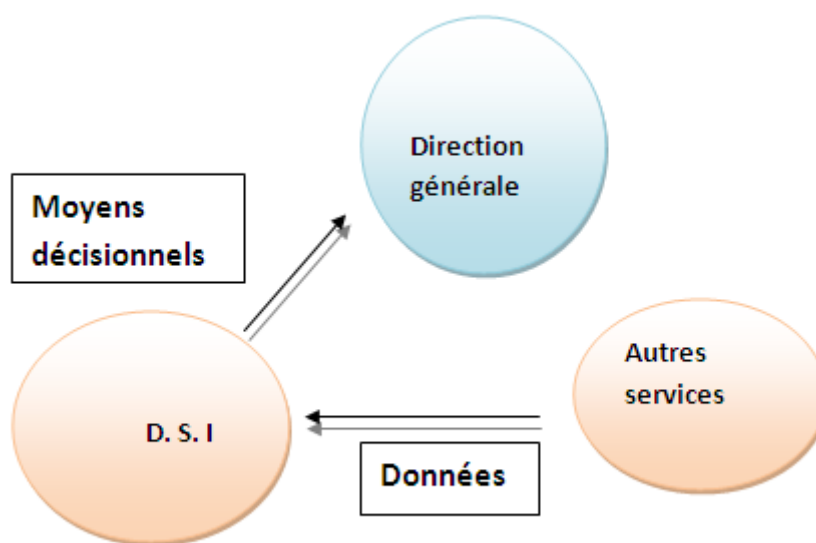 Direction
générale
Moyens
décisionnels
Autres
services
D. S. I
Données